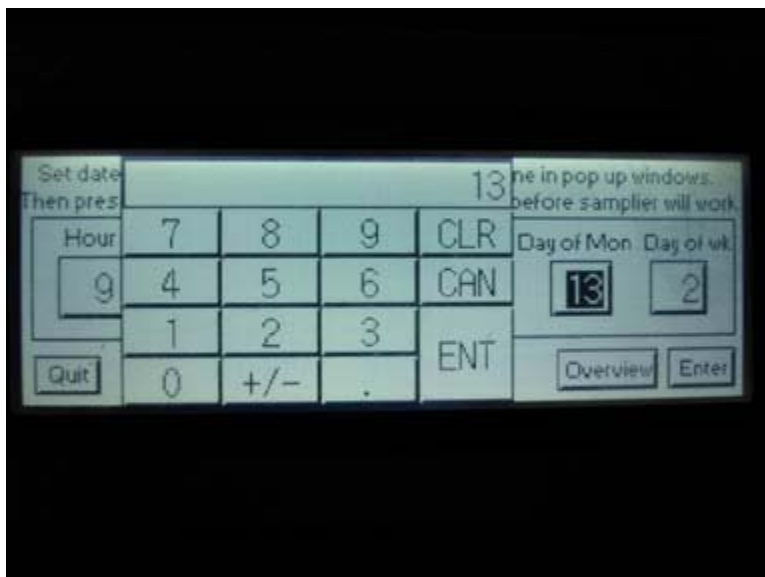 Set date
13
ne in pop up windows.
Then pres
before samplier will work.
Hour
7
8
9
CLR
Day of Mon
Day of wk
9
4
5
6
CAN
13
2
1
2
3
ENT
Quit
0
+/-
.
Overview
Enter